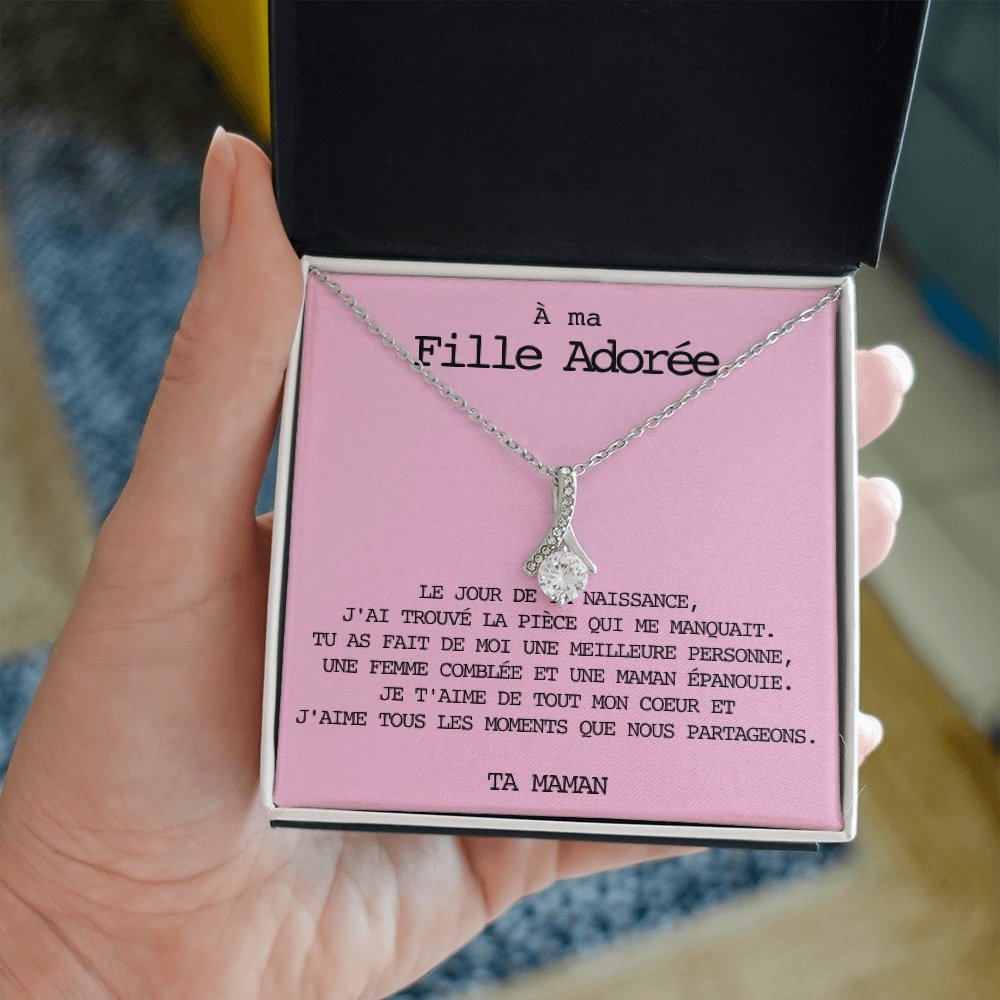 À ma
Fille Adorée
LE JOUR DE NAISSANCE,
J'AI TROUVÉ LA PIÈCE QUI ME MANQUAIT.
TU AS FAIT DE MOI UNE MEILLEURE PERSONNE,
UNE FEMME COMBLÉE ET UNE MAMAN ÉPANOUIE.
JE T'AIME DE TOUT MON COEUR ET
J'AIME TOUS LES MOMENTS QUE NOUS PARTAGEONS.
TA MAMAN